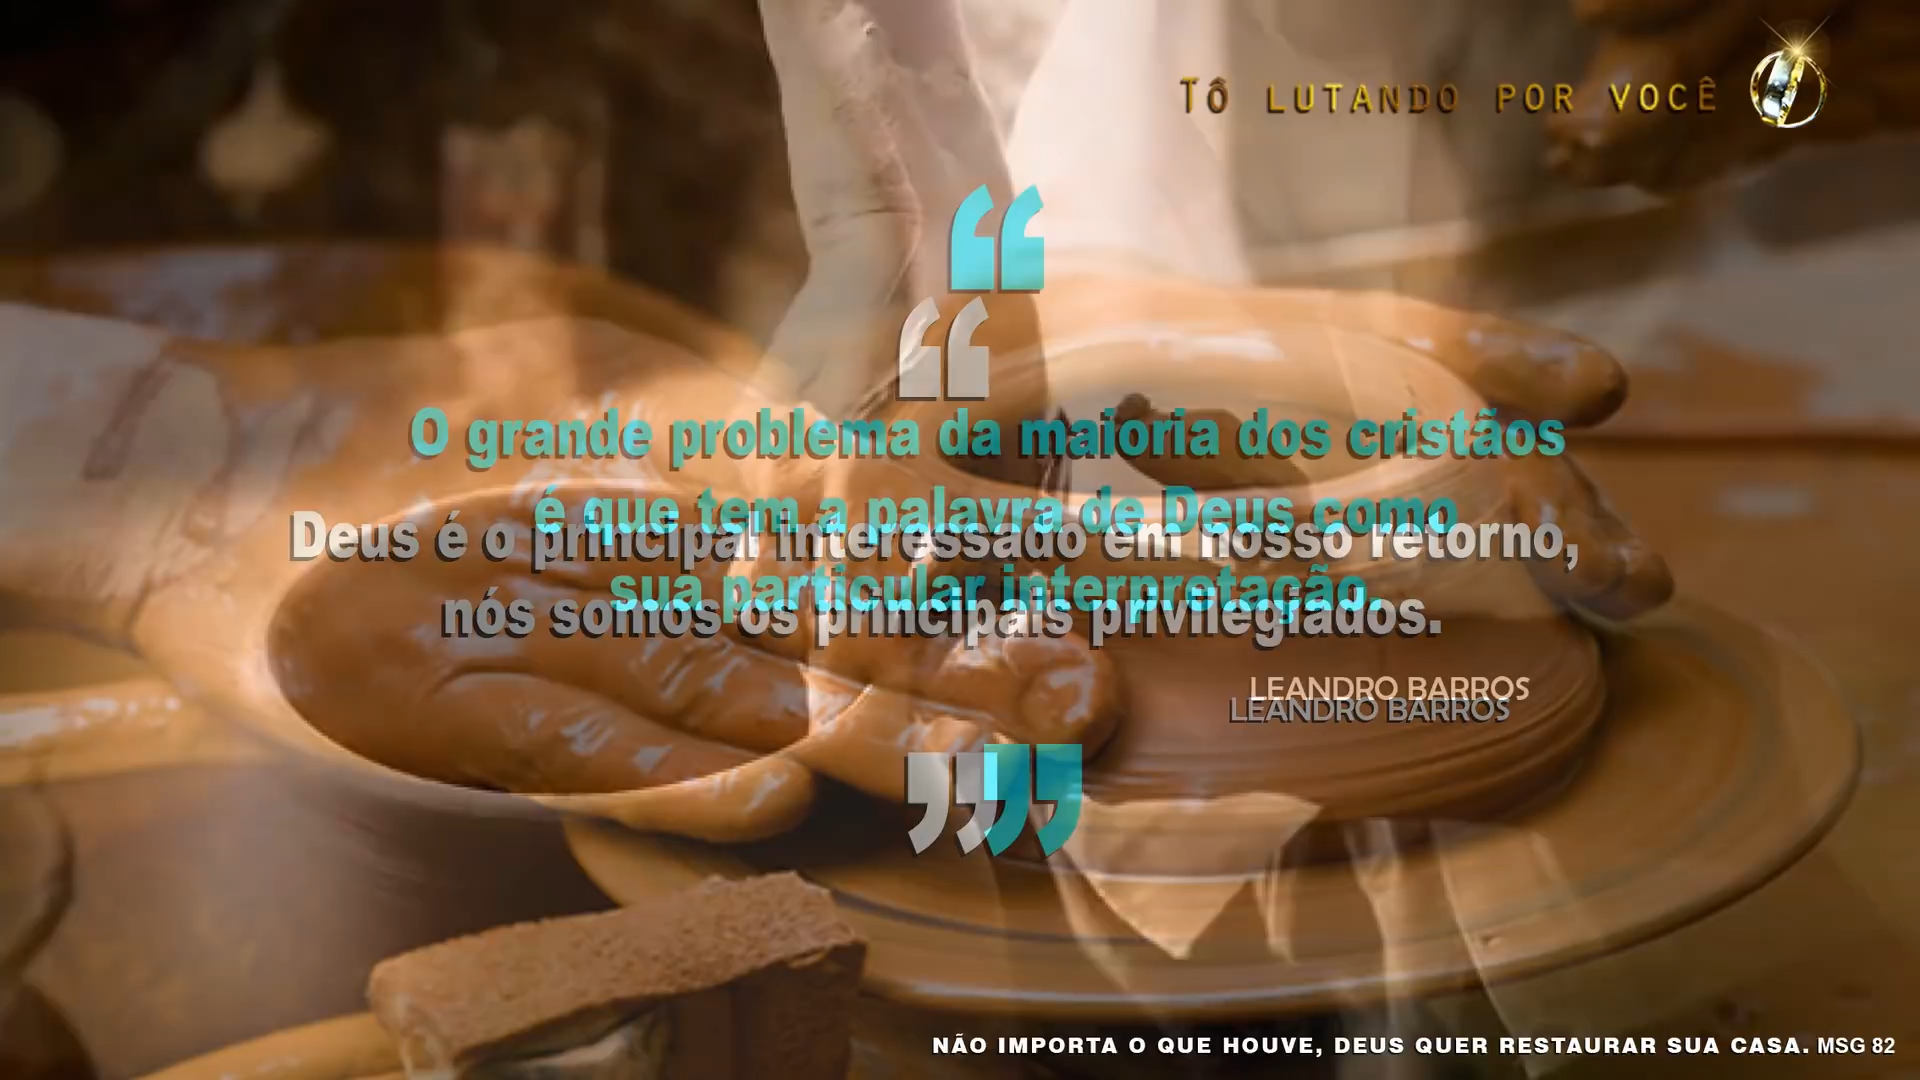 TÔ LUTANDO POR VOCÊ
“
“
O grande problema da maioria dos cristãos
é que tem a palavra de Deus como
sua particular interpretação.
Deus é o principal interessado em nosso retorno,
nós somos os principais privilegiados.
LEANDRO BARROS
LEANDRO BARROS
”
”
NÃO IMPORTA O QUE HOUVE, DEUS QUER RESTAURAR SUA CASA. MSG 82